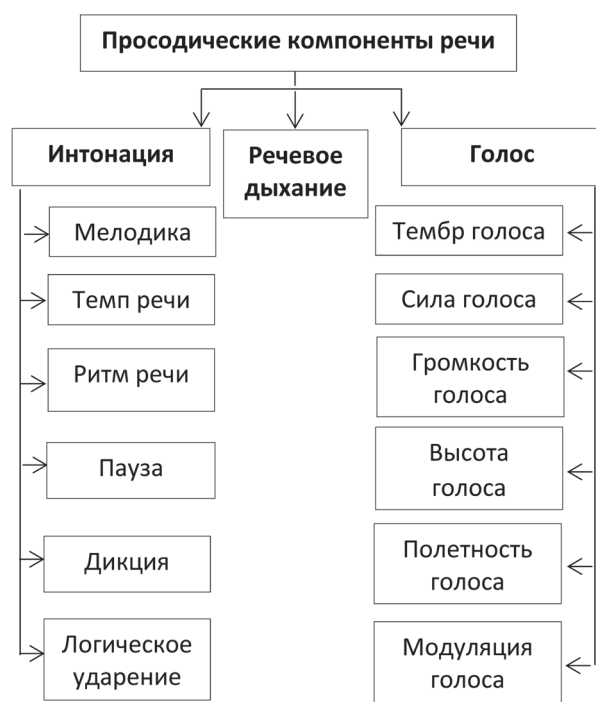 Просодические компоненты речи
Интонация
Речевое
дыхание
Голос
Мелодика
Темп речи
Ритм речи
Пауза
Дикция
Логическое
ударение
Тембр голоса
Сила голоса
Громкость
голоса
Высота
голоса
Полетность
голоса
Модуляция
голоса